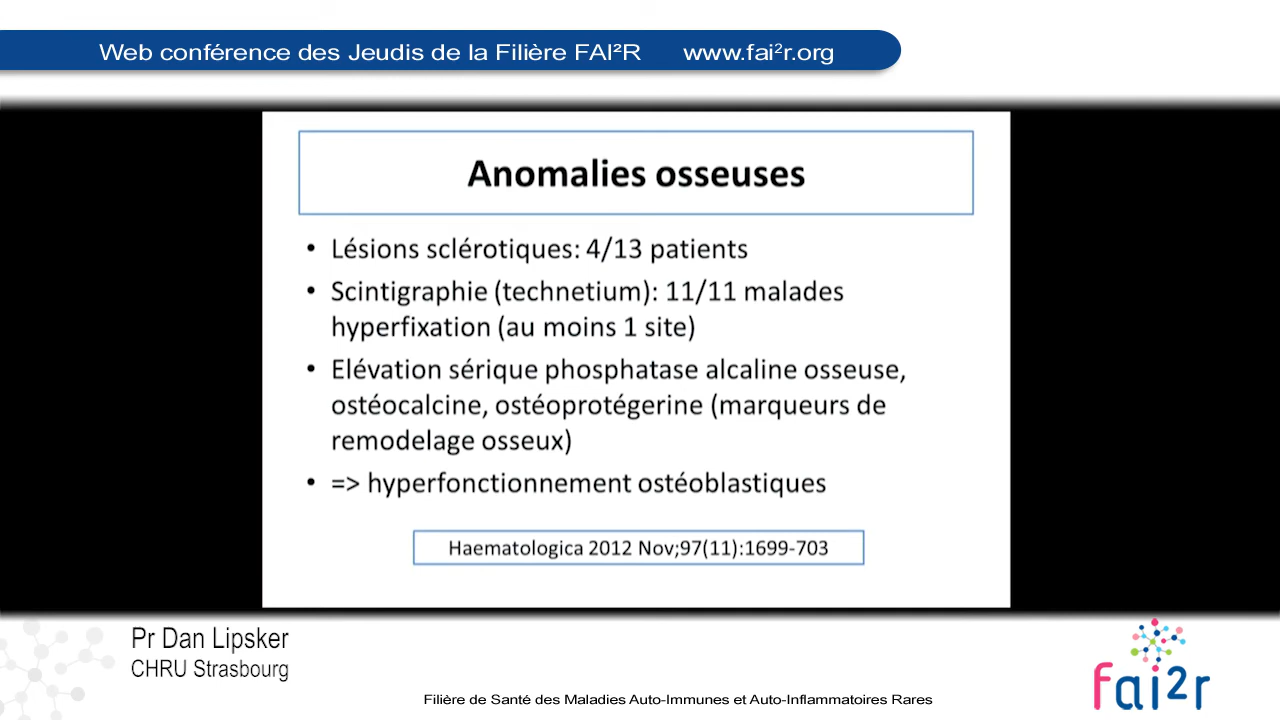 Web conférence des Jeudis de la Filière FAI²R www.fai²r.org
Anomalies osseuses
• Lésions sclérotiques: 4/13 patients
• Scintigraphie (technetium): 11/11 malades
hyperfixation (au moins 1 site)
• Elévation sérique phosphatase alcaline osseuse,
ostéocalcine, ostéoprotégerine (marqueurs de
remodelage osseux)
• => hyperfonctionnement ostéoblastiques
Haematologica 2012 Nov;97(11):1699-703
Pr Dan Lipsker
CHRU Strasbourg
fai2r
Filière de Santé des Maladies Auto-Immunes et Auto-Inflammatoires Rares